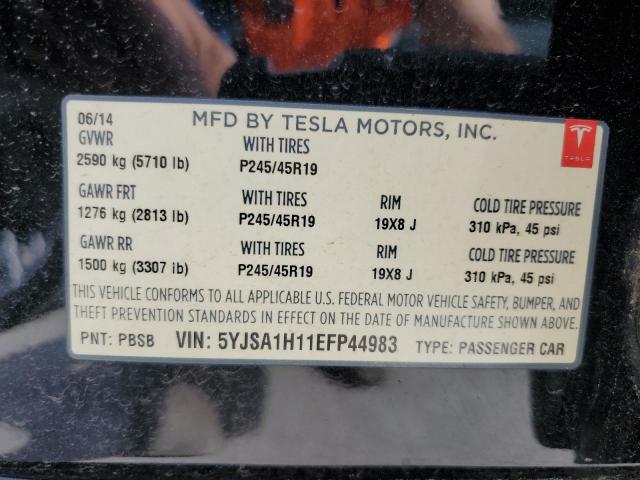 06/14 MFD BY TESLA MOTORS, INC.
GVWR WITH TIRES
2590 kg (5710 lb) P245/45R19
TESLA
GAWR FRT WITH TIRES RIM COLD TIRE PRESSURE
1276 kg (2813 lb) P245/45R19 19X8 J 310 kPa, 45 psi
GAWR RR WITH TIRES RIM COLD TIRE PRESSURE
1500 kg (3307 lb) P245/45R19 19X8 J 310 kPa, 45 psi
THIS VEHICLE CONFORMS TO ALL APPLICABLE U.S. FEDERAL MOTOR VEHICLE SAFETY, BUMPER, AND
THEFT PREVENTION STANDARDS IN EFFECT ON THE DATE OF MANUFACTURE SHOWN ABOVE.
PNT: PBSB VIN: 5YJSA1H11EFP44983 TYPE: PASSENGER CAR